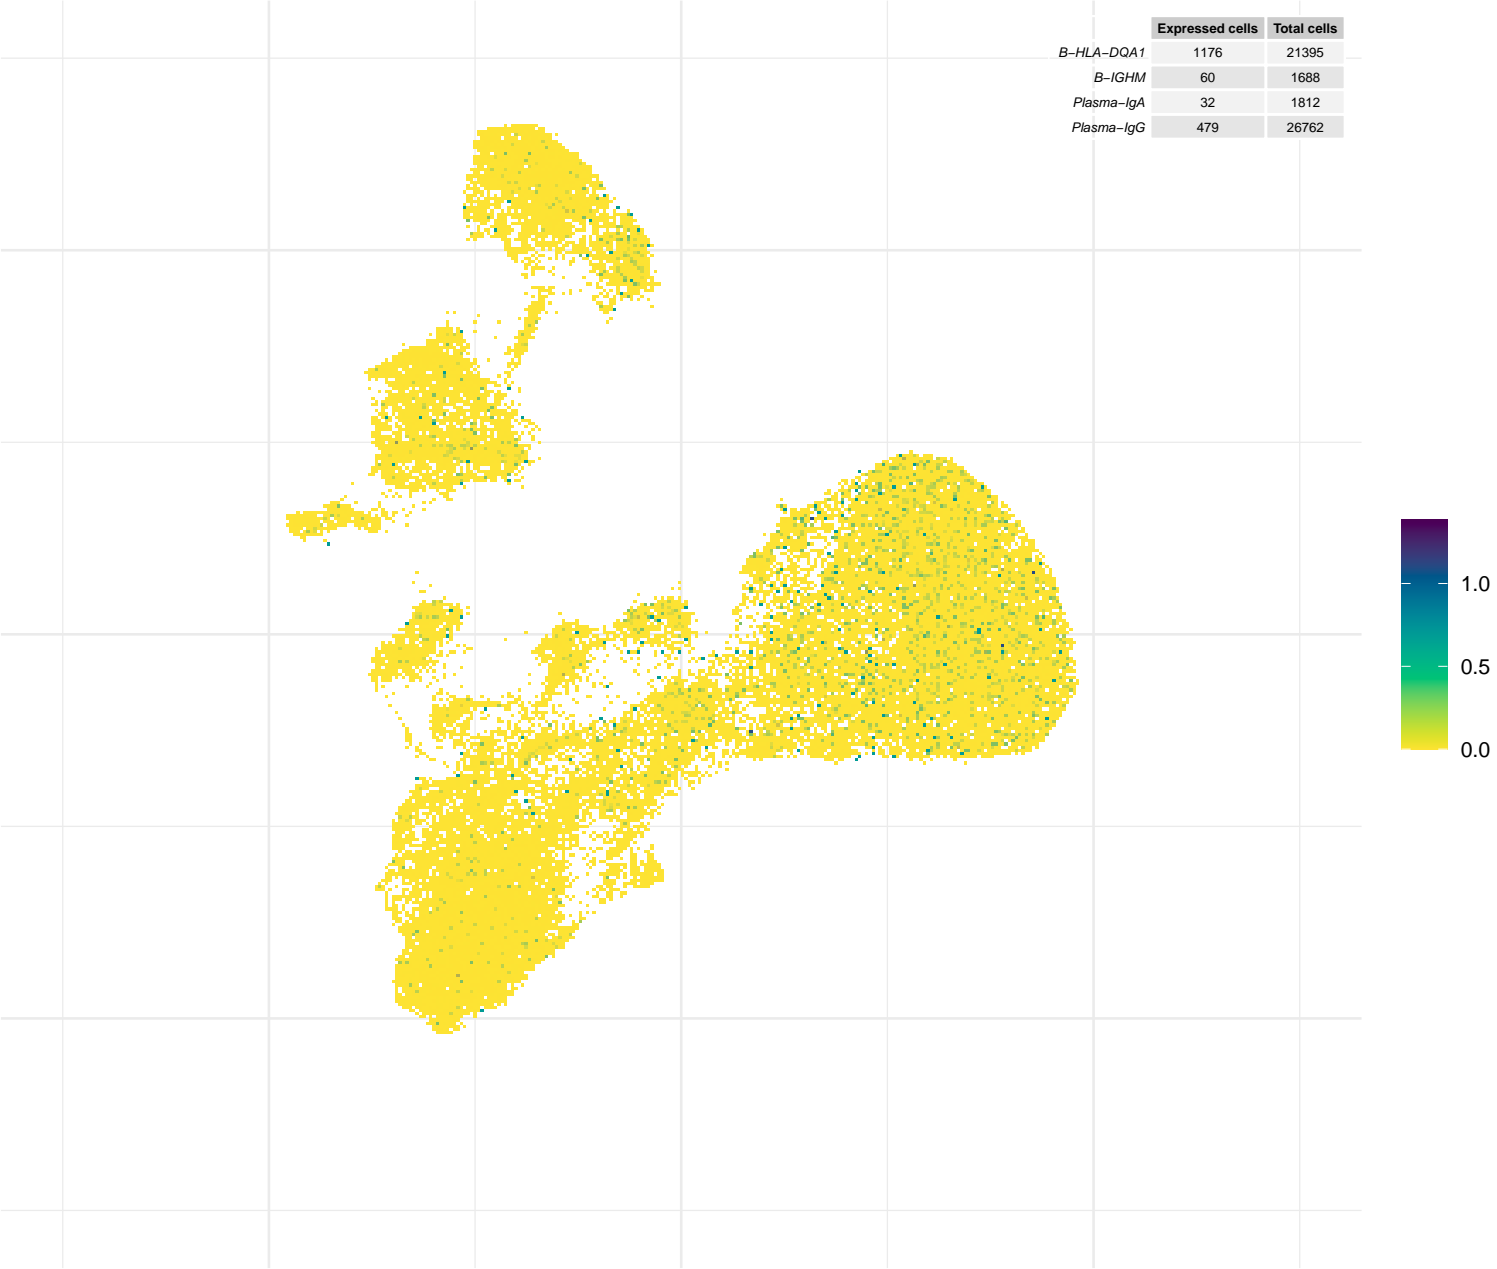 Expressed cells Total cells
B−HLA−DQA1 1176 21395
B−IGHM 60 1688
Plasma−IgA 32 1812
Plasma−IgG 479 26762
1.0
0.5
0.0